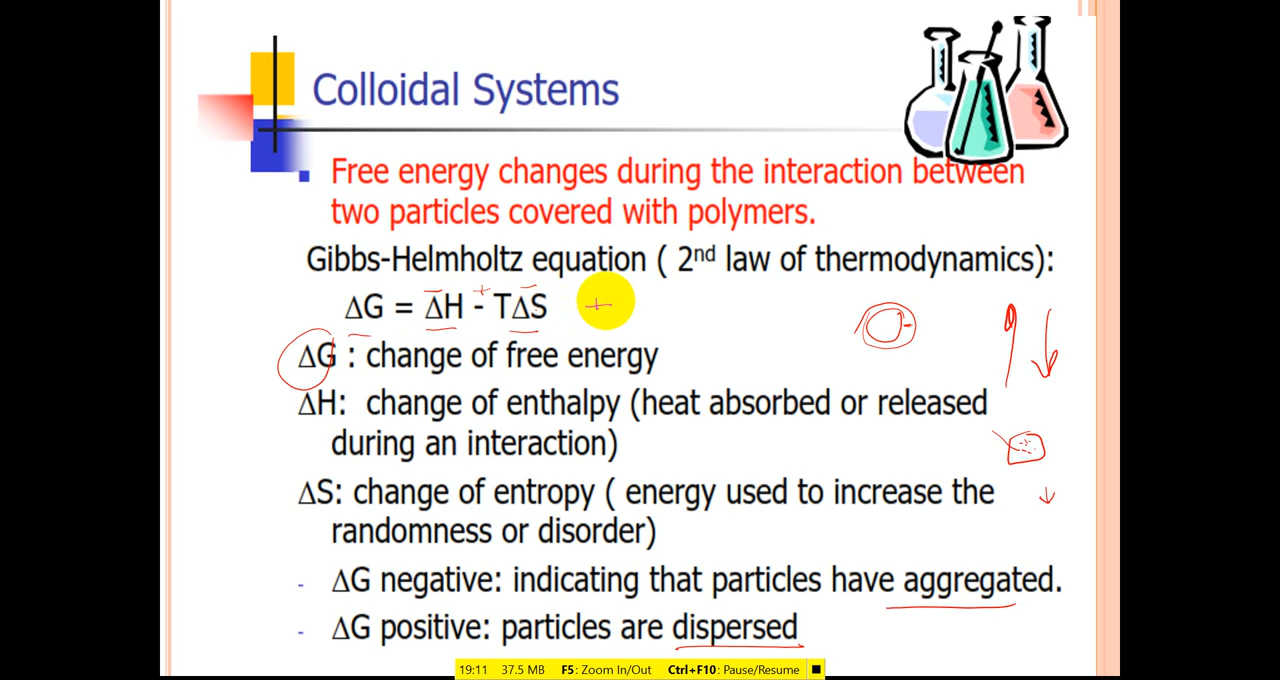 Colloidal Systems
Free energy changes during the interaction between
two particles covered with polymers.
Gibbs-Helmholtz equation ( 2nd law of thermodynamics):
ΔG = ΔH - TΔS
ΔG : change of free energy
ΔH: change of enthalpy (heat absorbed or released
during an interaction)
ΔS: change of entropy ( energy used to increase the
randomness or disorder)
- ΔG negative: indicating that particles have aggregated.
- ΔG positive: particles are dispersed
19:11 37.5 MB F5: Zoom In/Out Ctrl+F10: Pause/Resume